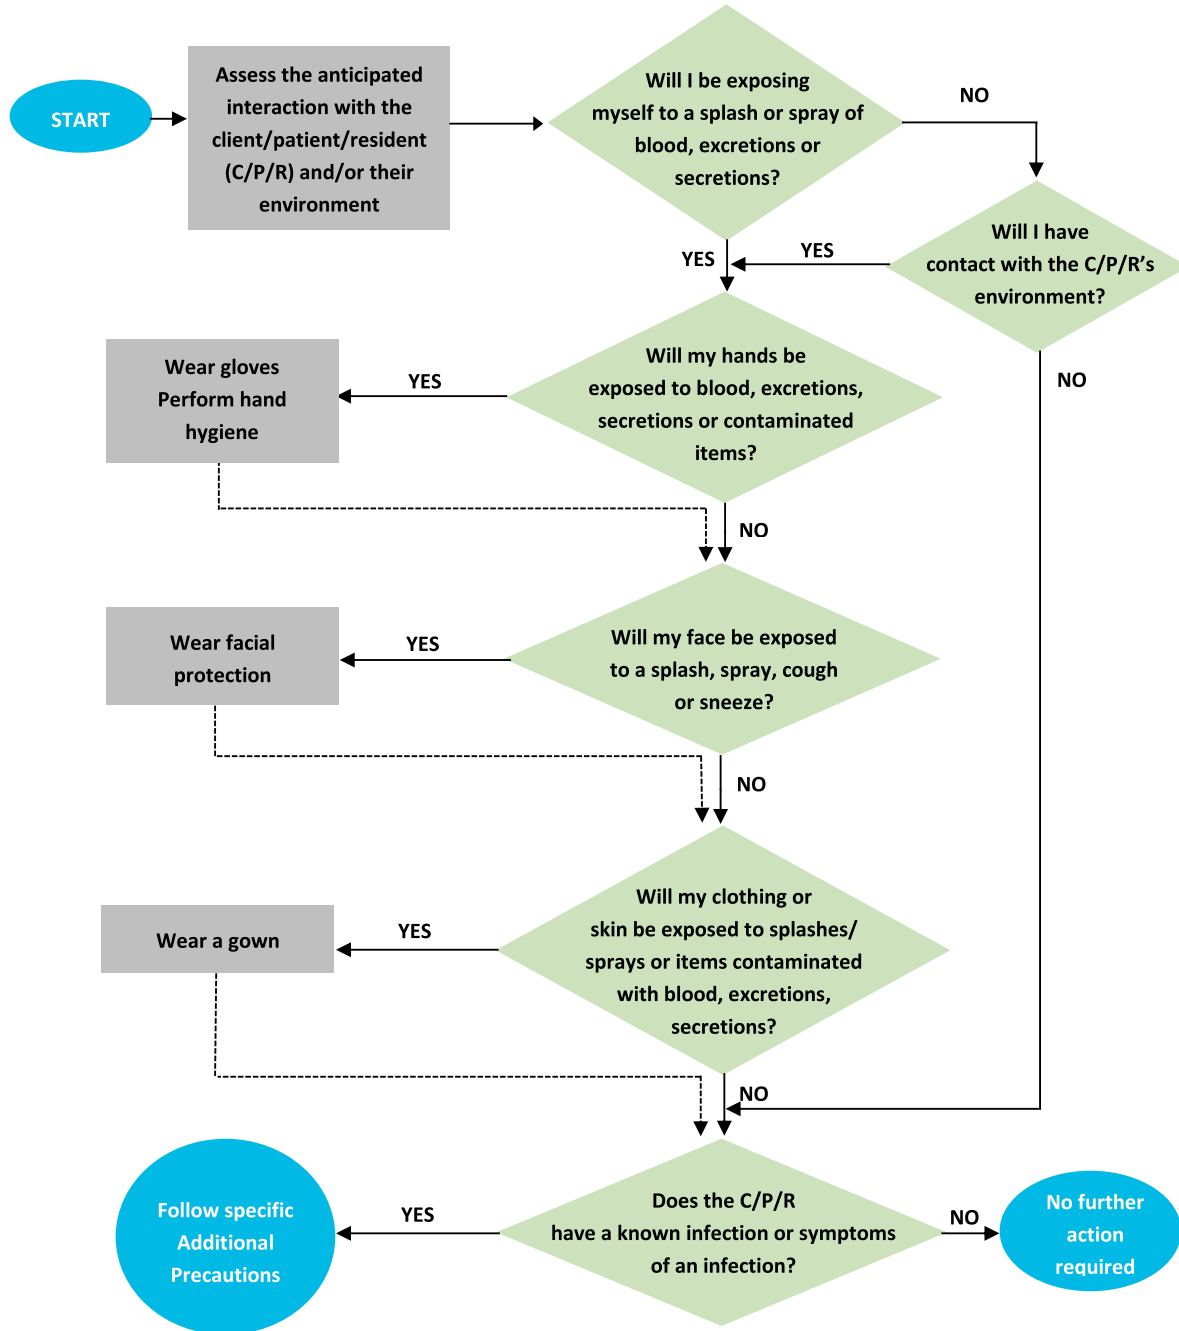 START
Assess the anticipated
interaction with the
client/patient/resident
(C/P/R) and/or their
environment
Will I be exposing
myself to a splash or spray of
blood, excretions or
secretions?
NO
YES
YES
Will I have
contact with the C/P/R’s
environment?
NO
Will my hands be
exposed to blood, excretions,
secretions or contaminated
items?
YES
Wear gloves
Perform hand
hygiene
NO
Will my face be exposed
to a splash, spray, cough
or sneeze?
YES
Wear facial
protection
NO
Will my clothing or
skin be exposed to splashes/
sprays or items contaminated
with blood, excretions,
secretions?
YES
Wear a gown
NO
Does the C/P/R
have a known infection or symptoms
of an infection?
YES
Follow specific
Additional
Precautions
NO
No further
action
required